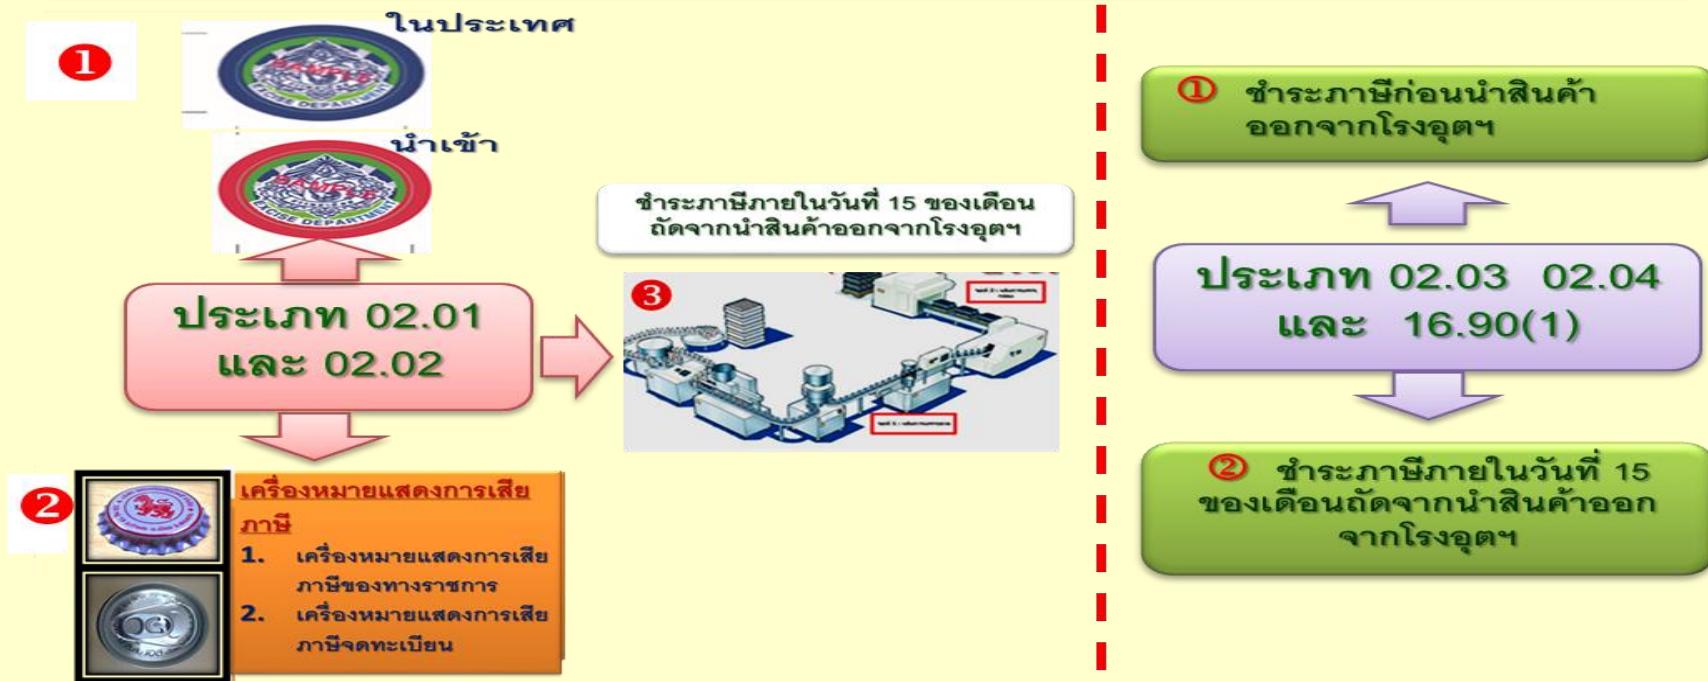 ❶
ในประเทศ
SAMPLE
EXCISE DEPARTMENT
นำเข้า
SAMPLE
EXCISE DEPARTMENT
ประเภท 02.01
และ 02.02
ชำระภาษีภายในวันที่ 15 ของเดือน
ถัดจากนำสินค้าออกจากโรงอุตฯ
❸
❷
เครื่องหมายแสดงการเสีย
ภาษี
1. เครื่องหมายแสดงการเสีย
ภาษีของทางราชการ
2. เครื่องหมายแสดงการเสีย
ภาษีจดทะเบียน
① ชำระภาษีก่อนนำสินค้า
ออกจากโรงอุตฯ
ประเภท 02.03 02.04
และ 16.90(1)
② ชำระภาษีภายในวันที่ 15
ของเดือนถัดจากนำสินค้าออก
จากโรงอุตฯ